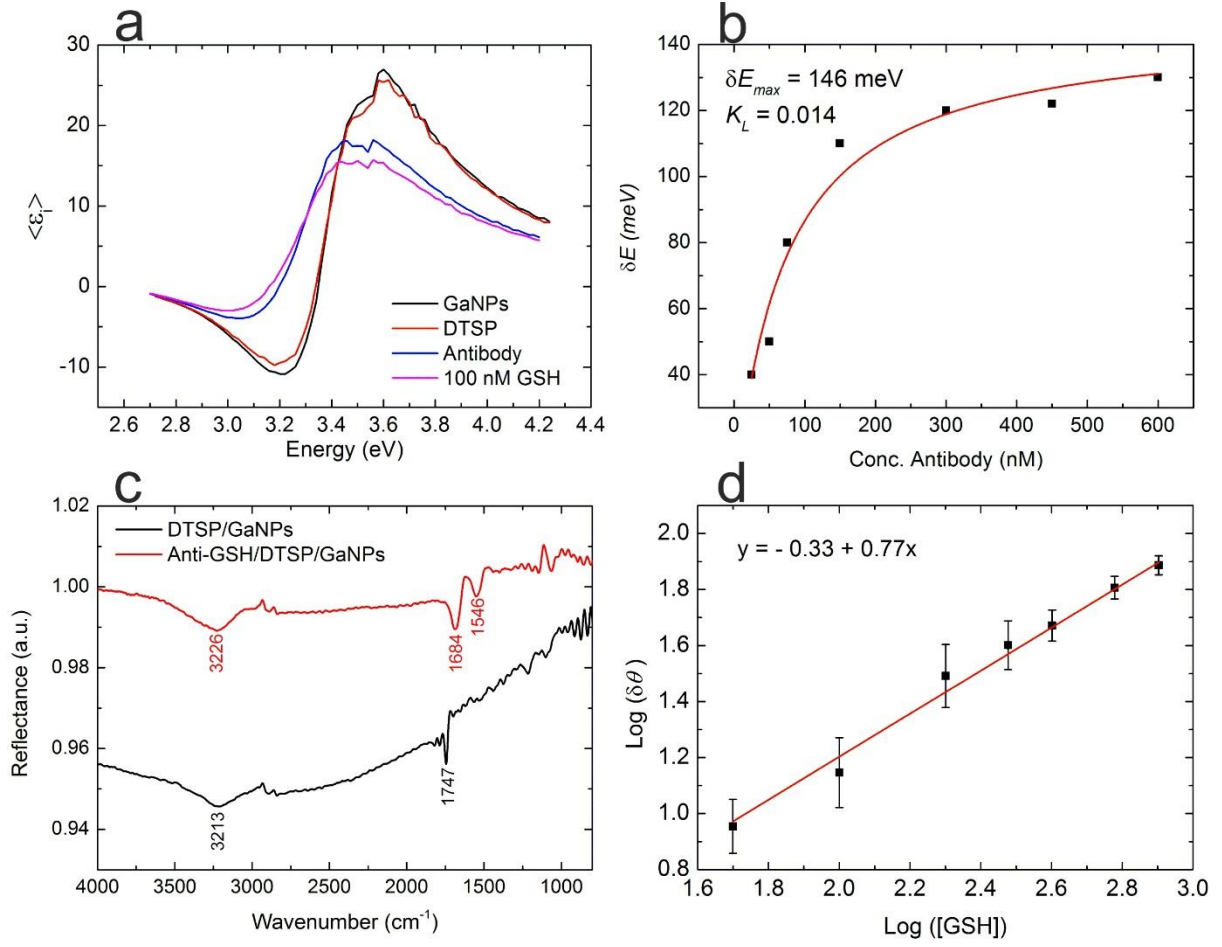 a
30
20
10
0
-10
<εi>
GaNPs
DTSP
Antibody
100 nM GSH
2.6 2.8 3.0 3.2 3.4 3.6 3.8 4.0 4.2 4.4
Energy (eV)
b
140
120
100
80
60
40
δE (meV)
δEmax = 146 meV
KL = 0.014
0 100 200 300 400 500 600
Conc. Antibody (nM)
c
1.02
1.00
0.98
0.96
0.94
Reflectance (a.u.)
DTSP/GaNPs
Anti-GSH/DTSP/GaNPs
3226
1684
1546
3213
1747
4000 3500 3000 2500 2000 1500 1000
Wavenumber (cm-1)
d
2.0
1.8
1.6
1.4
1.2
1.0
0.8
Log (δθ)
y = - 0.33 + 0.77x
1.6 1.8 2.0 2.2 2.4 2.6 2.8 3.0
Log ([GSH])